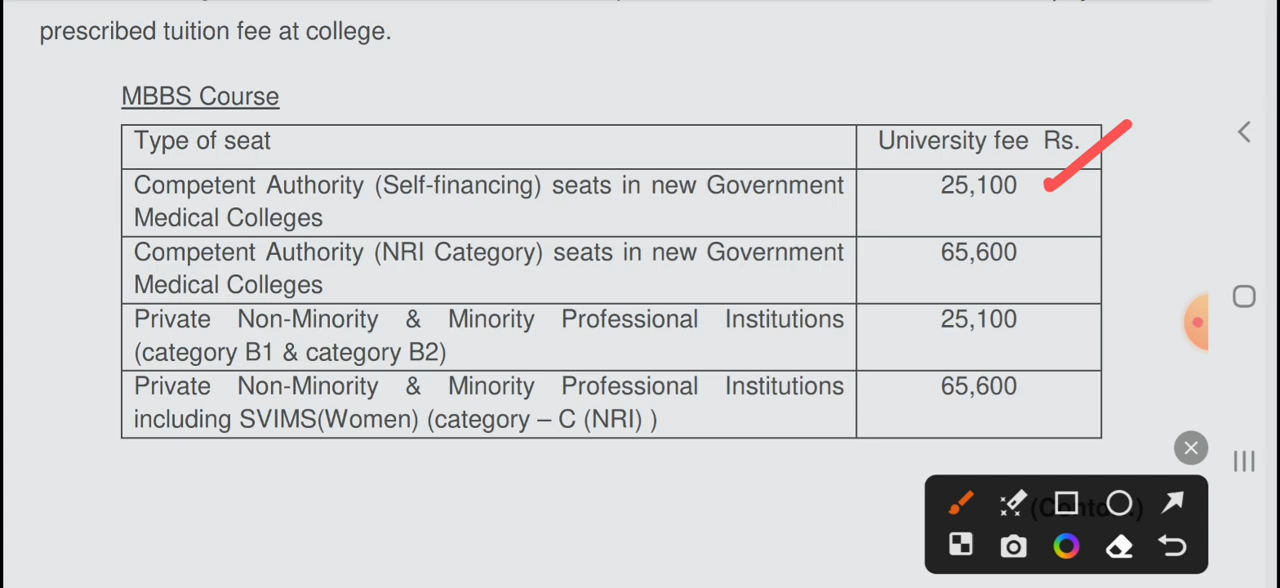 prescribed tuition fee at college.
MBBS Course
Type of seat
University fee Rs.
Competent Authority (Self-financing) seats in new Government
Medical Colleges
25,100
Competent Authority (NRI Category) seats in new Government
Medical Colleges
65,600
Private Non-Minority & Minority Professional Institutions
(category B1 & category B2)
25,100
Private Non-Minority & Minority Professional Institutions
including SVIMS(Women) (category – C (NRI) )
65,600